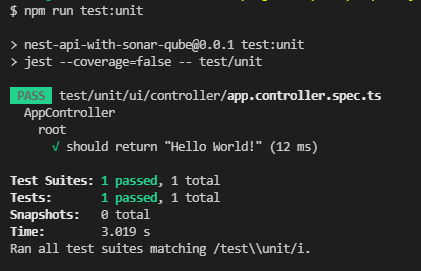 $ npm run test:unit
> nest-api-with-sonar-qube@0.0.1 test:unit
> jest --coverage=false -- test/unit
PASS test/unit/ui/controller/app.controller.spec.ts
AppController
root
√ should return "Hello World!" (12 ms)
Test Suites: 1 passed, 1 total
Tests: 1 passed, 1 total
Snapshots: 0 total
Time: 3.019 s
Ran all test suites matching /test\\unit/i.